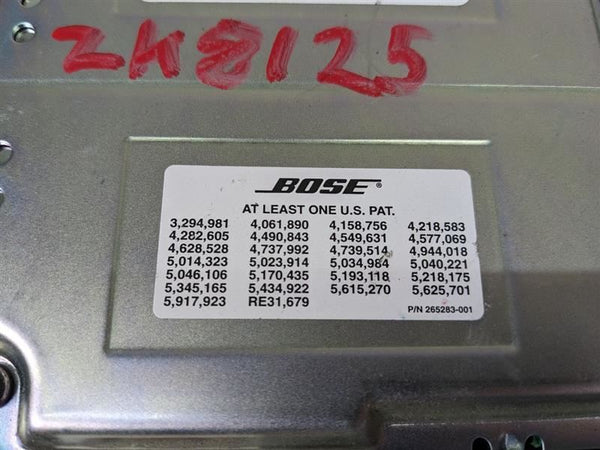 ZK8125
BOSE®
AT LEAST ONE U.S. PAT.
3,294,981 4,061,890 4,158,756 4,218,583
4,282,605 4,490,843 4,549,631 4,577,069
4,628,528 4,737,992 4,739,514 4,944,018
5,014,323 5,023,914 5,034,984 5,040,221
5,046,106 5,170,435 5,193,118 5,218,175
5,345,165 5,434,922 5,615,270 5,625,701
5,917,923 RE31,679
P/N 265283-001